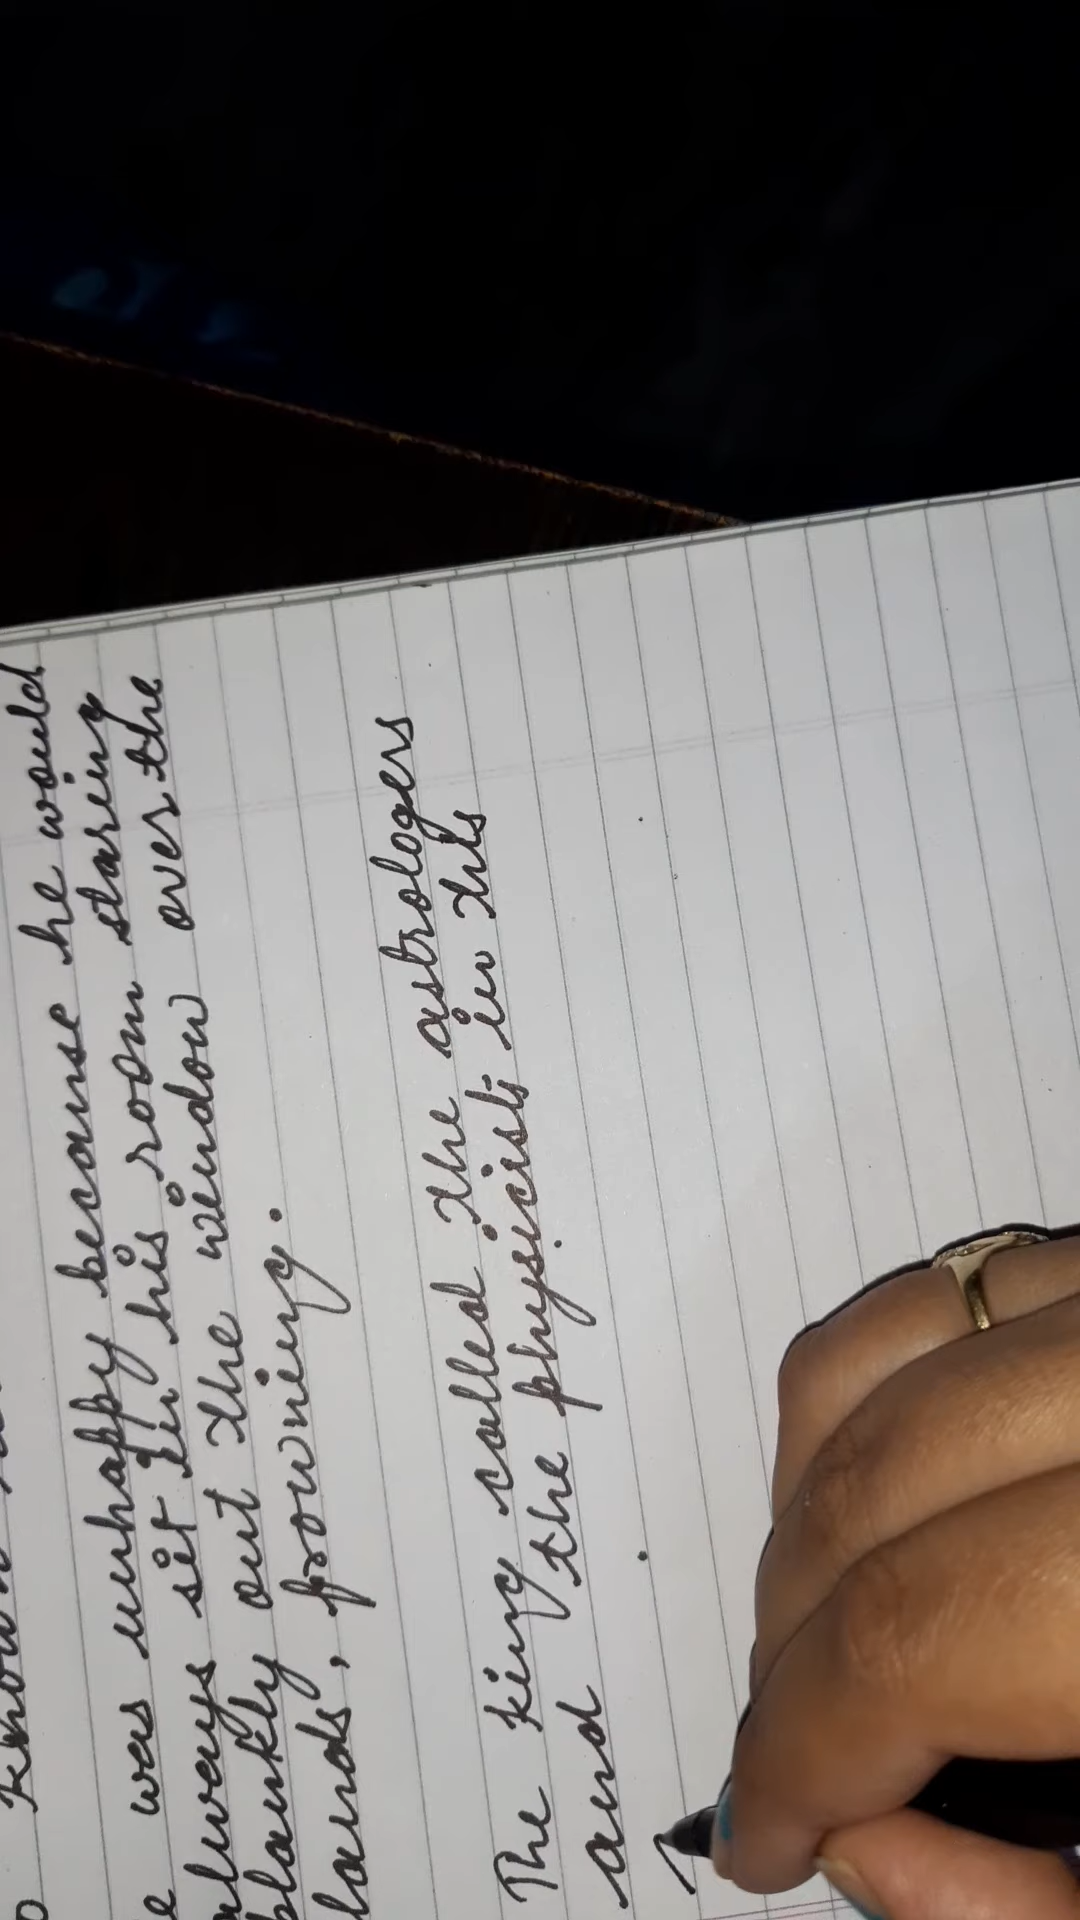 was unhappy because he would
always sit in his room staring
blankly out the window over the
lands, frowning.
The king called the astrologers
and the physicists in his